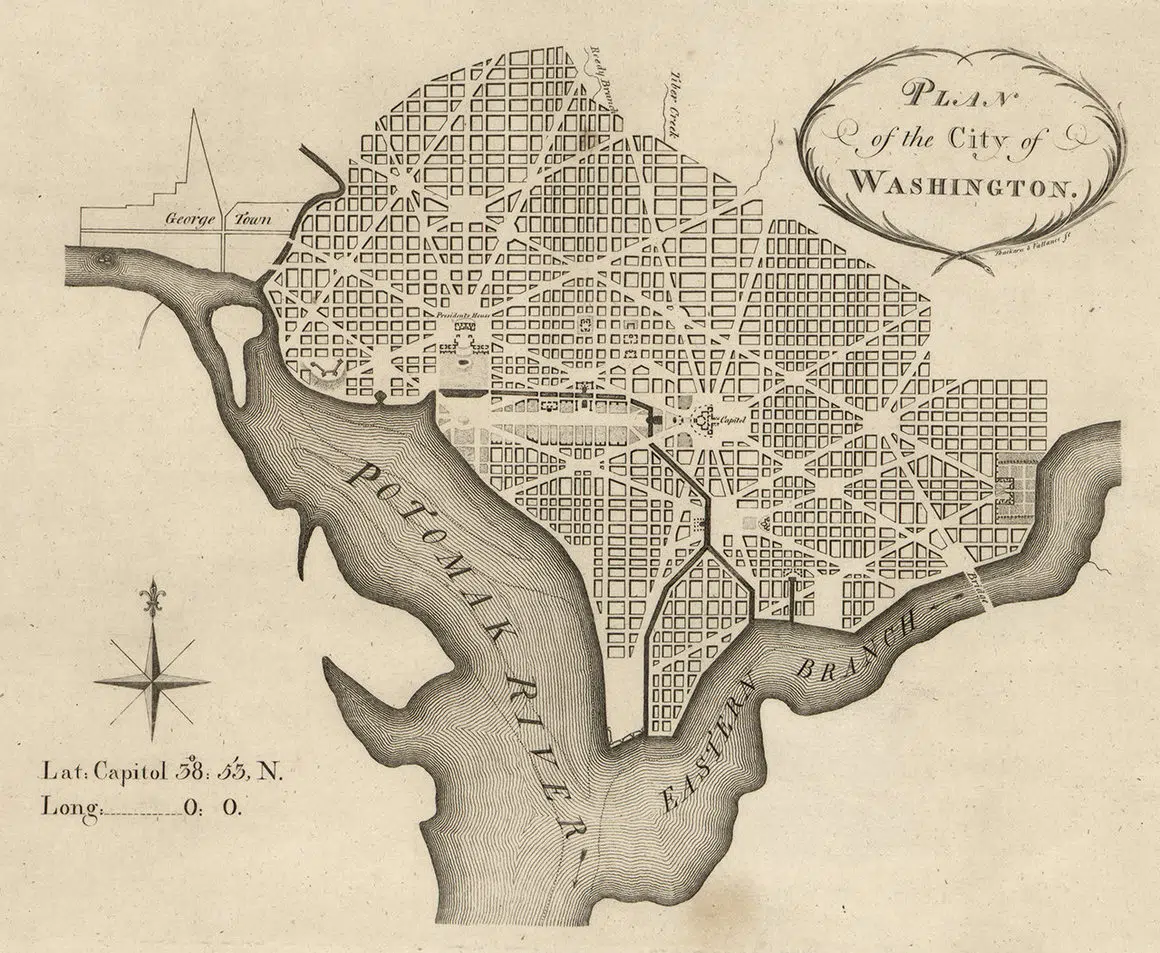 PLAN
of the City of
WASHINGTON.
Thackara & Vallance sc
Reedy Branch
Tiber Creek
George Town
Presidents House
Capitol
POTOMAK RIVER
EASTERN BRANCH
Bridge
Lat: Capitol 38°: 53', N.
Long: 0: 0.